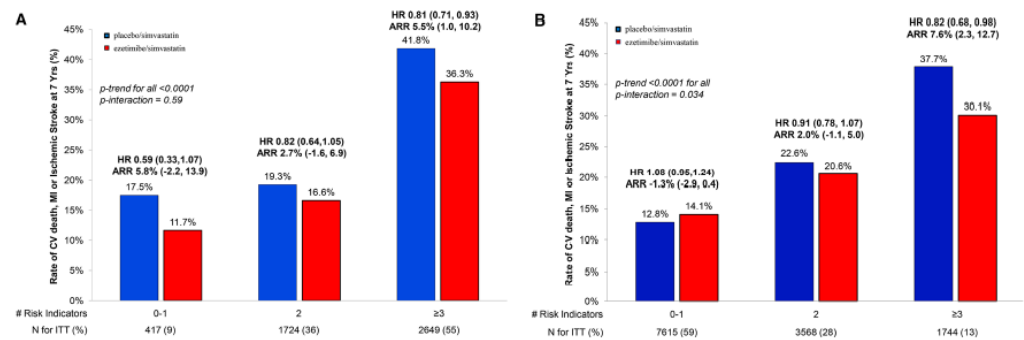 A
HR 0.81 (0.71, 0.93)
ARR 5.5% (1.0, 10.2)
45%
40%
35%
30%
25%
20%
15%
10%
5%
0%
Rate of CV death, MI or Ischemic Stroke at 7 Yrs (%)
placebo/simvastatin
ezetimibe/simvastatin
p-trend for all <0.0001
p-interaction = 0.59
41.8%
36.3%
HR 0.59 (0.33,1.07)
ARR 5.8% (-2.2, 13.9)
17.5%
11.7%
HR 0.82 (0.64,1.05)
ARR 2.7% (-1.6, 6.9)
19.3%
16.6%
# Risk Indicators 0-1 2 ≥3
N for ITT (%) 417 (9) 1724 (36) 2649 (55)
B
HR 0.82 (0.68, 0.98)
ARR 7.6% (2.3, 12.7)
45%
40%
35%
30%
25%
20%
15%
10%
5%
0%
Rate of CV death, MI or Ischemic Stroke at 7 Yrs (%)
placebo/simvastatin
ezetimibe/simvastatin
p-trend <0.0001 for all
p-interaction = 0.034
37.7%
30.1%
HR 0.91 (0.78, 1.07)
ARR 2.0% (-1.1, 5.0)
22.6%
20.6%
HR 1.08 (0.95,1.24)
ARR -1.3% (-2.9, 0.4)
12.8%
14.1%
# Risk Indicators 0-1 2 ≥3
N for ITT (%) 7615 (59) 3568 (28) 1744 (13)